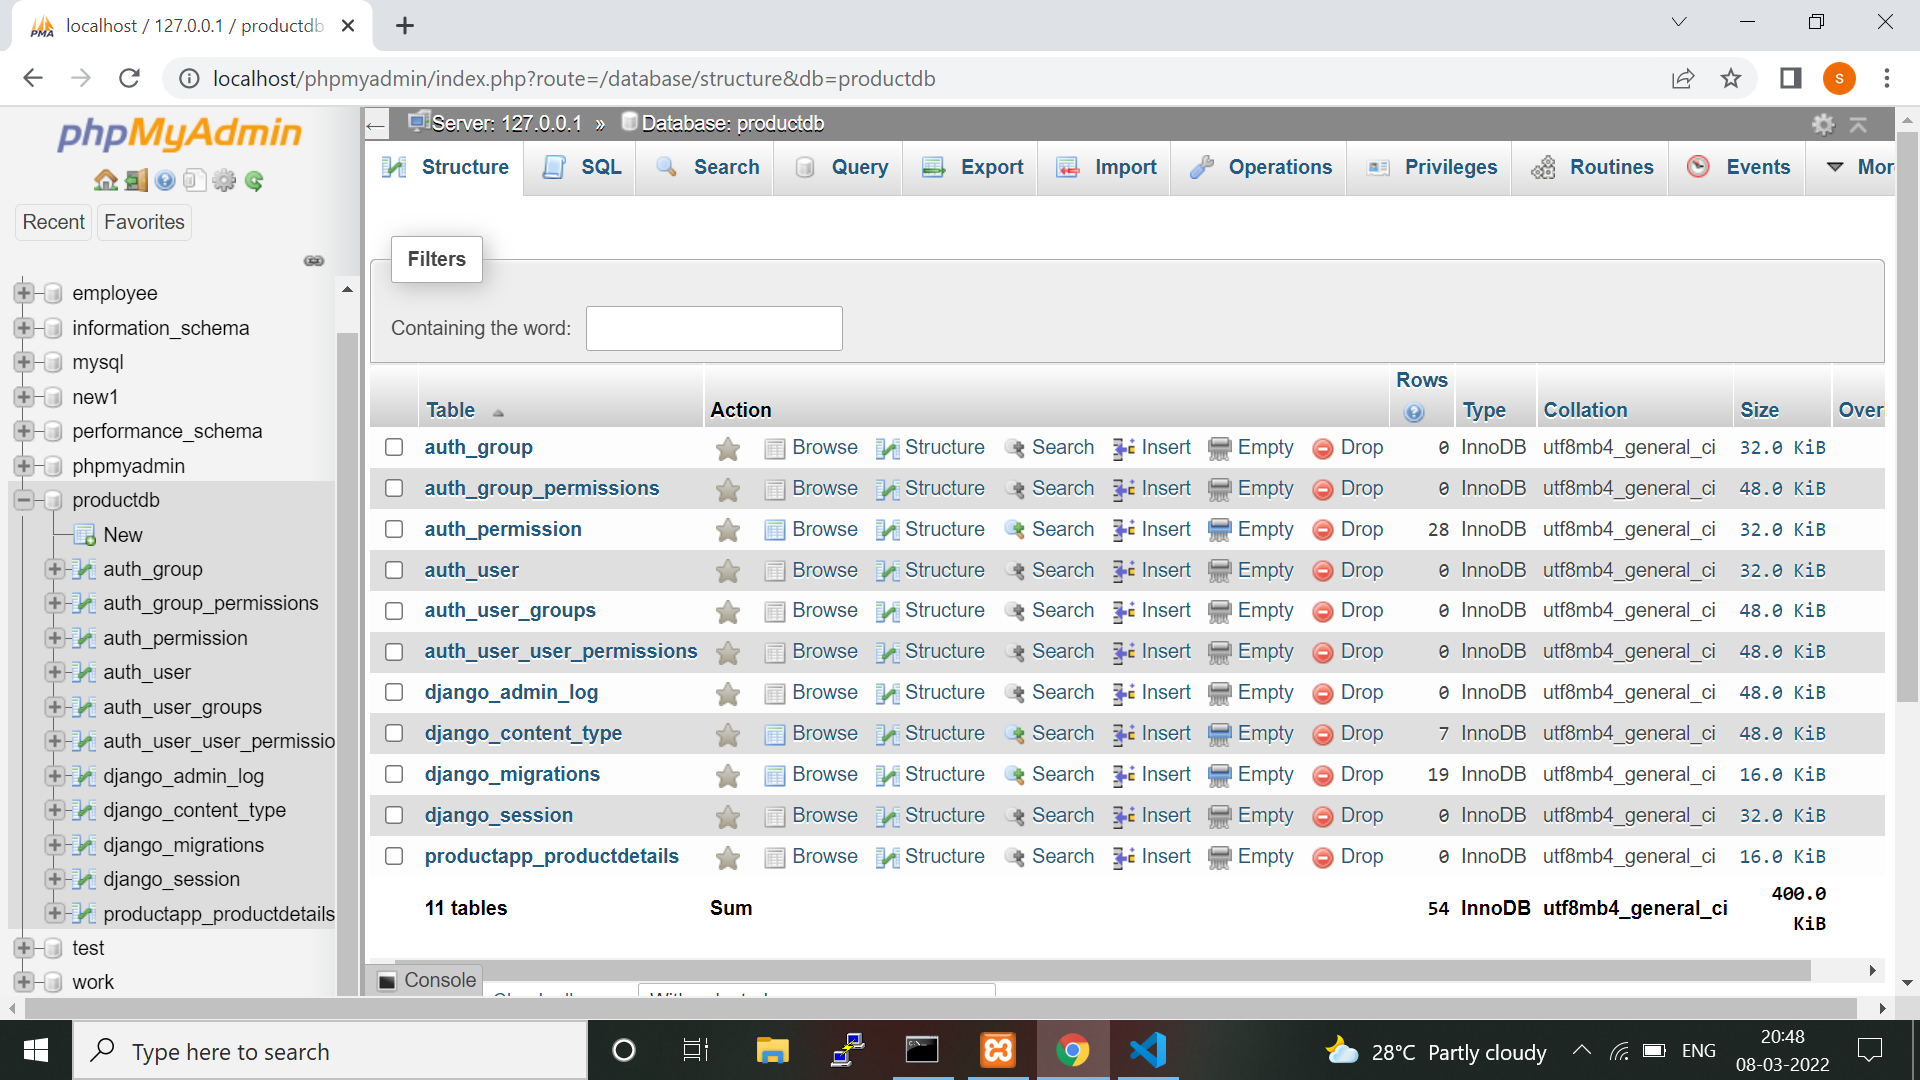 localhost / 127.0.0.1 / productdb
localhost/phpmyadmin/index.php?route=/database/structure&db=productdb
s
phpMyAdmin
Recent
Favorites
employee
information_schema
mysql
new1
performance_schema
phpmyadmin
productdb
New
auth_group
auth_group_permissions
auth_permission
auth_user
auth_user_groups
auth_user_user_permissio
django_admin_log
django_content_type
django_migrations
django_session
productapp_productdetails
test
work
Server: 127.0.0.1 » Database: productdb
Structure SQL Search Query Export Import Operations Privileges Routines Events Mor
Filters
Containing the word:
Table Action Rows Type Collation Size Over
auth_group Browse Structure Search Insert Empty Drop 0 InnoDB utf8mb4_general_ci 32.0 KiB
auth_group_permissions Browse Structure Search Insert Empty Drop 0 InnoDB utf8mb4_general_ci 48.0 KiB
auth_permission Browse Structure Search Insert Empty Drop 28 InnoDB utf8mb4_general_ci 32.0 KiB
auth_user Browse Structure Search Insert Empty Drop 0 InnoDB utf8mb4_general_ci 32.0 KiB
auth_user_groups Browse Structure Search Insert Empty Drop 0 InnoDB utf8mb4_general_ci 48.0 KiB
auth_user_user_permissions Browse Structure Search Insert Empty Drop 0 InnoDB utf8mb4_general_ci 48.0 KiB
django_admin_log Browse Structure Search Insert Empty Drop 0 InnoDB utf8mb4_general_ci 48.0 KiB
django_content_type Browse Structure Search Insert Empty Drop 7 InnoDB utf8mb4_general_ci 48.0 KiB
django_migrations Browse Structure Search Insert Empty Drop 19 InnoDB utf8mb4_general_ci 16.0 KiB
django_session Browse Structure Search Insert Empty Drop 0 InnoDB utf8mb4_general_ci 32.0 KiB
productapp_productdetails Browse Structure Search Insert Empty Drop 0 InnoDB utf8mb4_general_ci 16.0 KiB
11 tables Sum 54 InnoDB utf8mb4_general_ci 400.0 KiB
Console
Type here to search
28°C Partly cloudy
ENG
20:48
08-03-2022